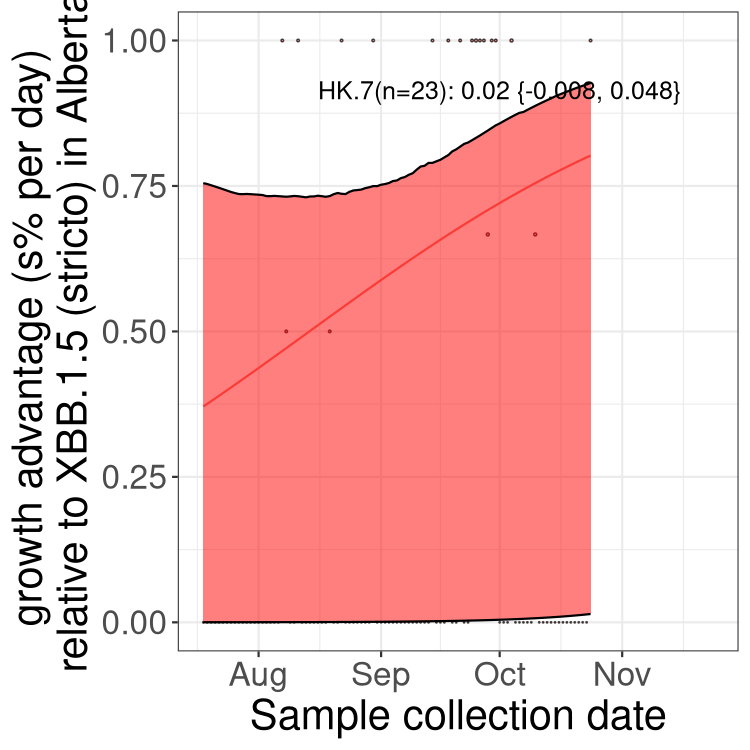 growth advantage (s% per day)
relative to XBB.1.5 (stricto) in Alberta
1.00
0.75
0.50
0.25
0.00
HK.7(n=23): 0.02 {-0.008, 0.048}
Aug Sep Oct Nov
Sample collection date